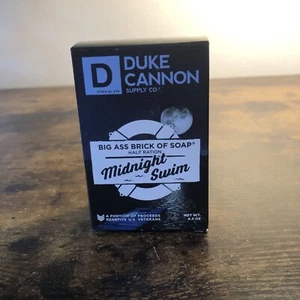 D
DUKE
CANNON
SUPPLY CO.
BIG ASS BRICK OF SOAP®
HALF RATION
Midnight
Swim
A PORTION OF PROCEEDS
BENEFITS U.S. VETERANS
NET WT.